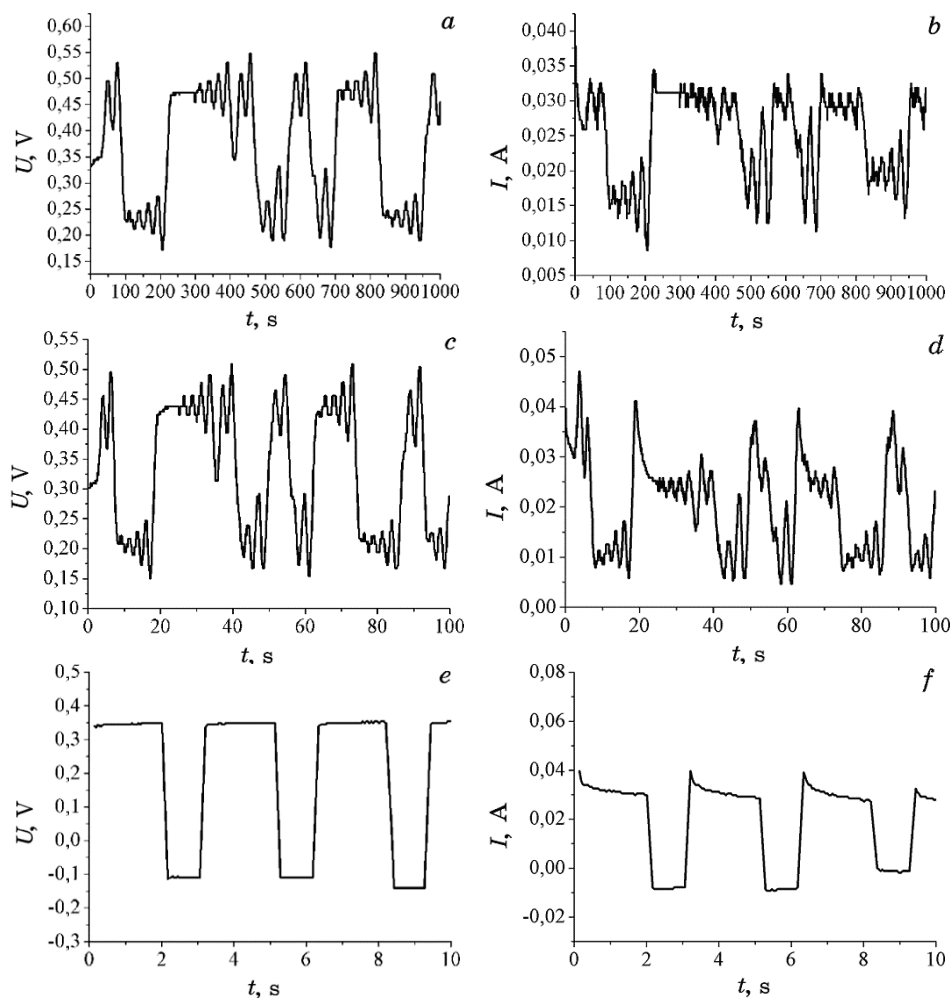 a
0,60
0,55
0,50
0,45
0,40
0,35
0,30
0,25
0,20
0,15
U, V
0 100 200 300 400 500 600 700 800 9001000
t, s
b
0,040
0,035
0,030
0,025
0,020
0,015
0,010
0,005
I, A
0 100 200 300 400 500 600 700 800 9001000
t, s
c
0,55
0,50
0,45
0,40
0,35
0,30
0,25
0,20
0,15
0,10
U, V
0 20 40 60 80 100
t, s
d
0,05
0,04
0,03
0,02
0,01
0,00
I, A
0 20 40 60 80 100
t, s
e
0,5
0,4
0,3
0,2
0,1
0,0
-0,1
-0,2
-0,3
U, V
0 2 4 6 8 10
t, s
f
0,08
0,06
0,04
0,02
0,00
-0,02
I, A
0 2 4 6 8 10
t, s